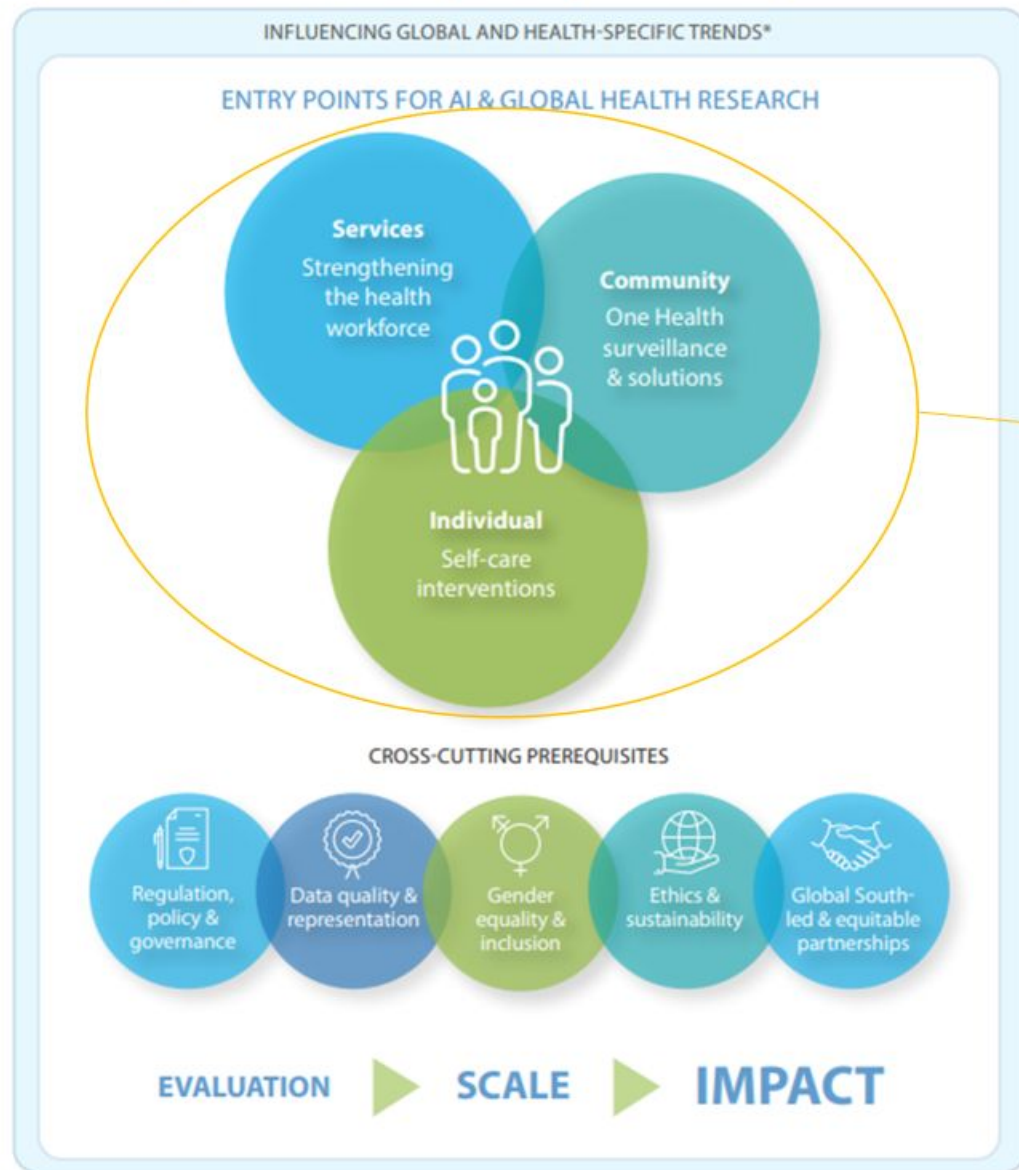 INFLUENCING GLOBAL AND HEALTH-SPECIFIC TRENDS*
ENTRY POINTS FOR AI & GLOBAL HEALTH RESEARCH
Services
Strengthening
the health
workforce
Community
One Health
surveillance
& solutions
Individual
Self-care
interventions
CROSS-CUTTING PREREQUISITES
Regulation,
policy &
governance
Data quality &
representation
Gender
equality &
inclusion
Ethics &
sustainability
Global South-
led & equitable
partnerships
EVALUATION
SCALE
IMPACT